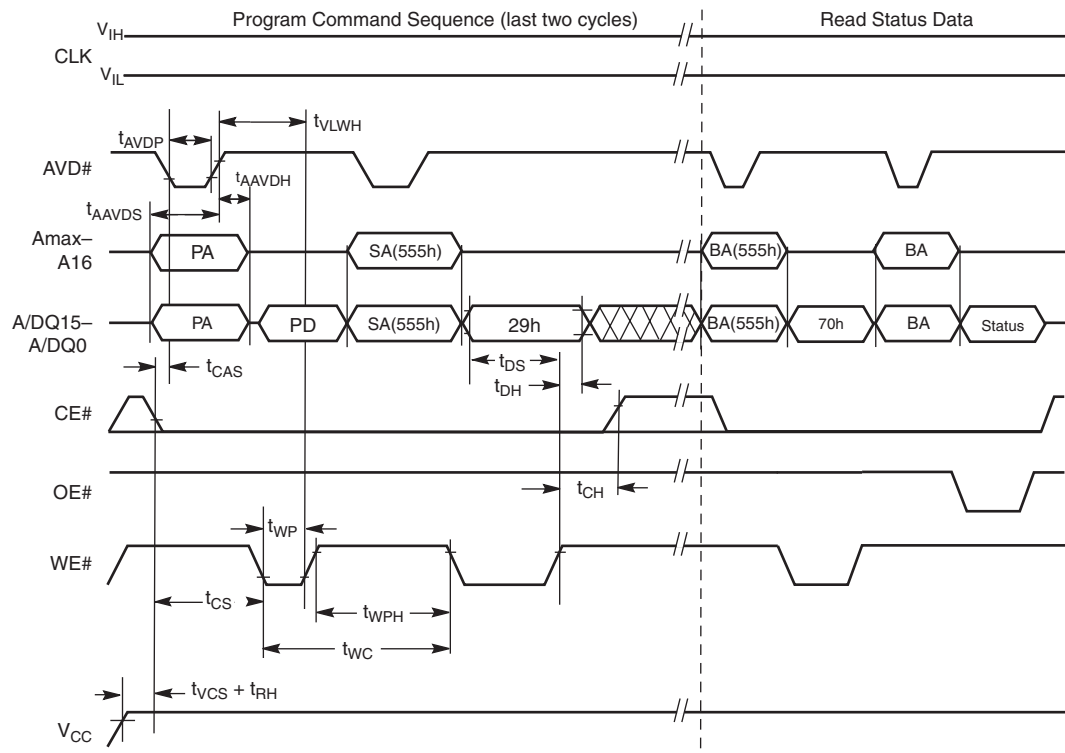 Program Command Sequence (last two cycles) Read Status Data
VIH
CLK
VIL
tVLWH
tAVDP
AVD#
tAAVDH
tAAVDS
Amax–
A16
PA SA(555h) BA(555h) BA
A/DQ15–
A/DQ0
PA PD SA(555h) 29h BA(555h) 70h BA Status
tDS
tCAS
tDH
CE#
OE#
tCH
tWP
WE#
tCS
tWPH
tWC
tVCS + tRH
VCC